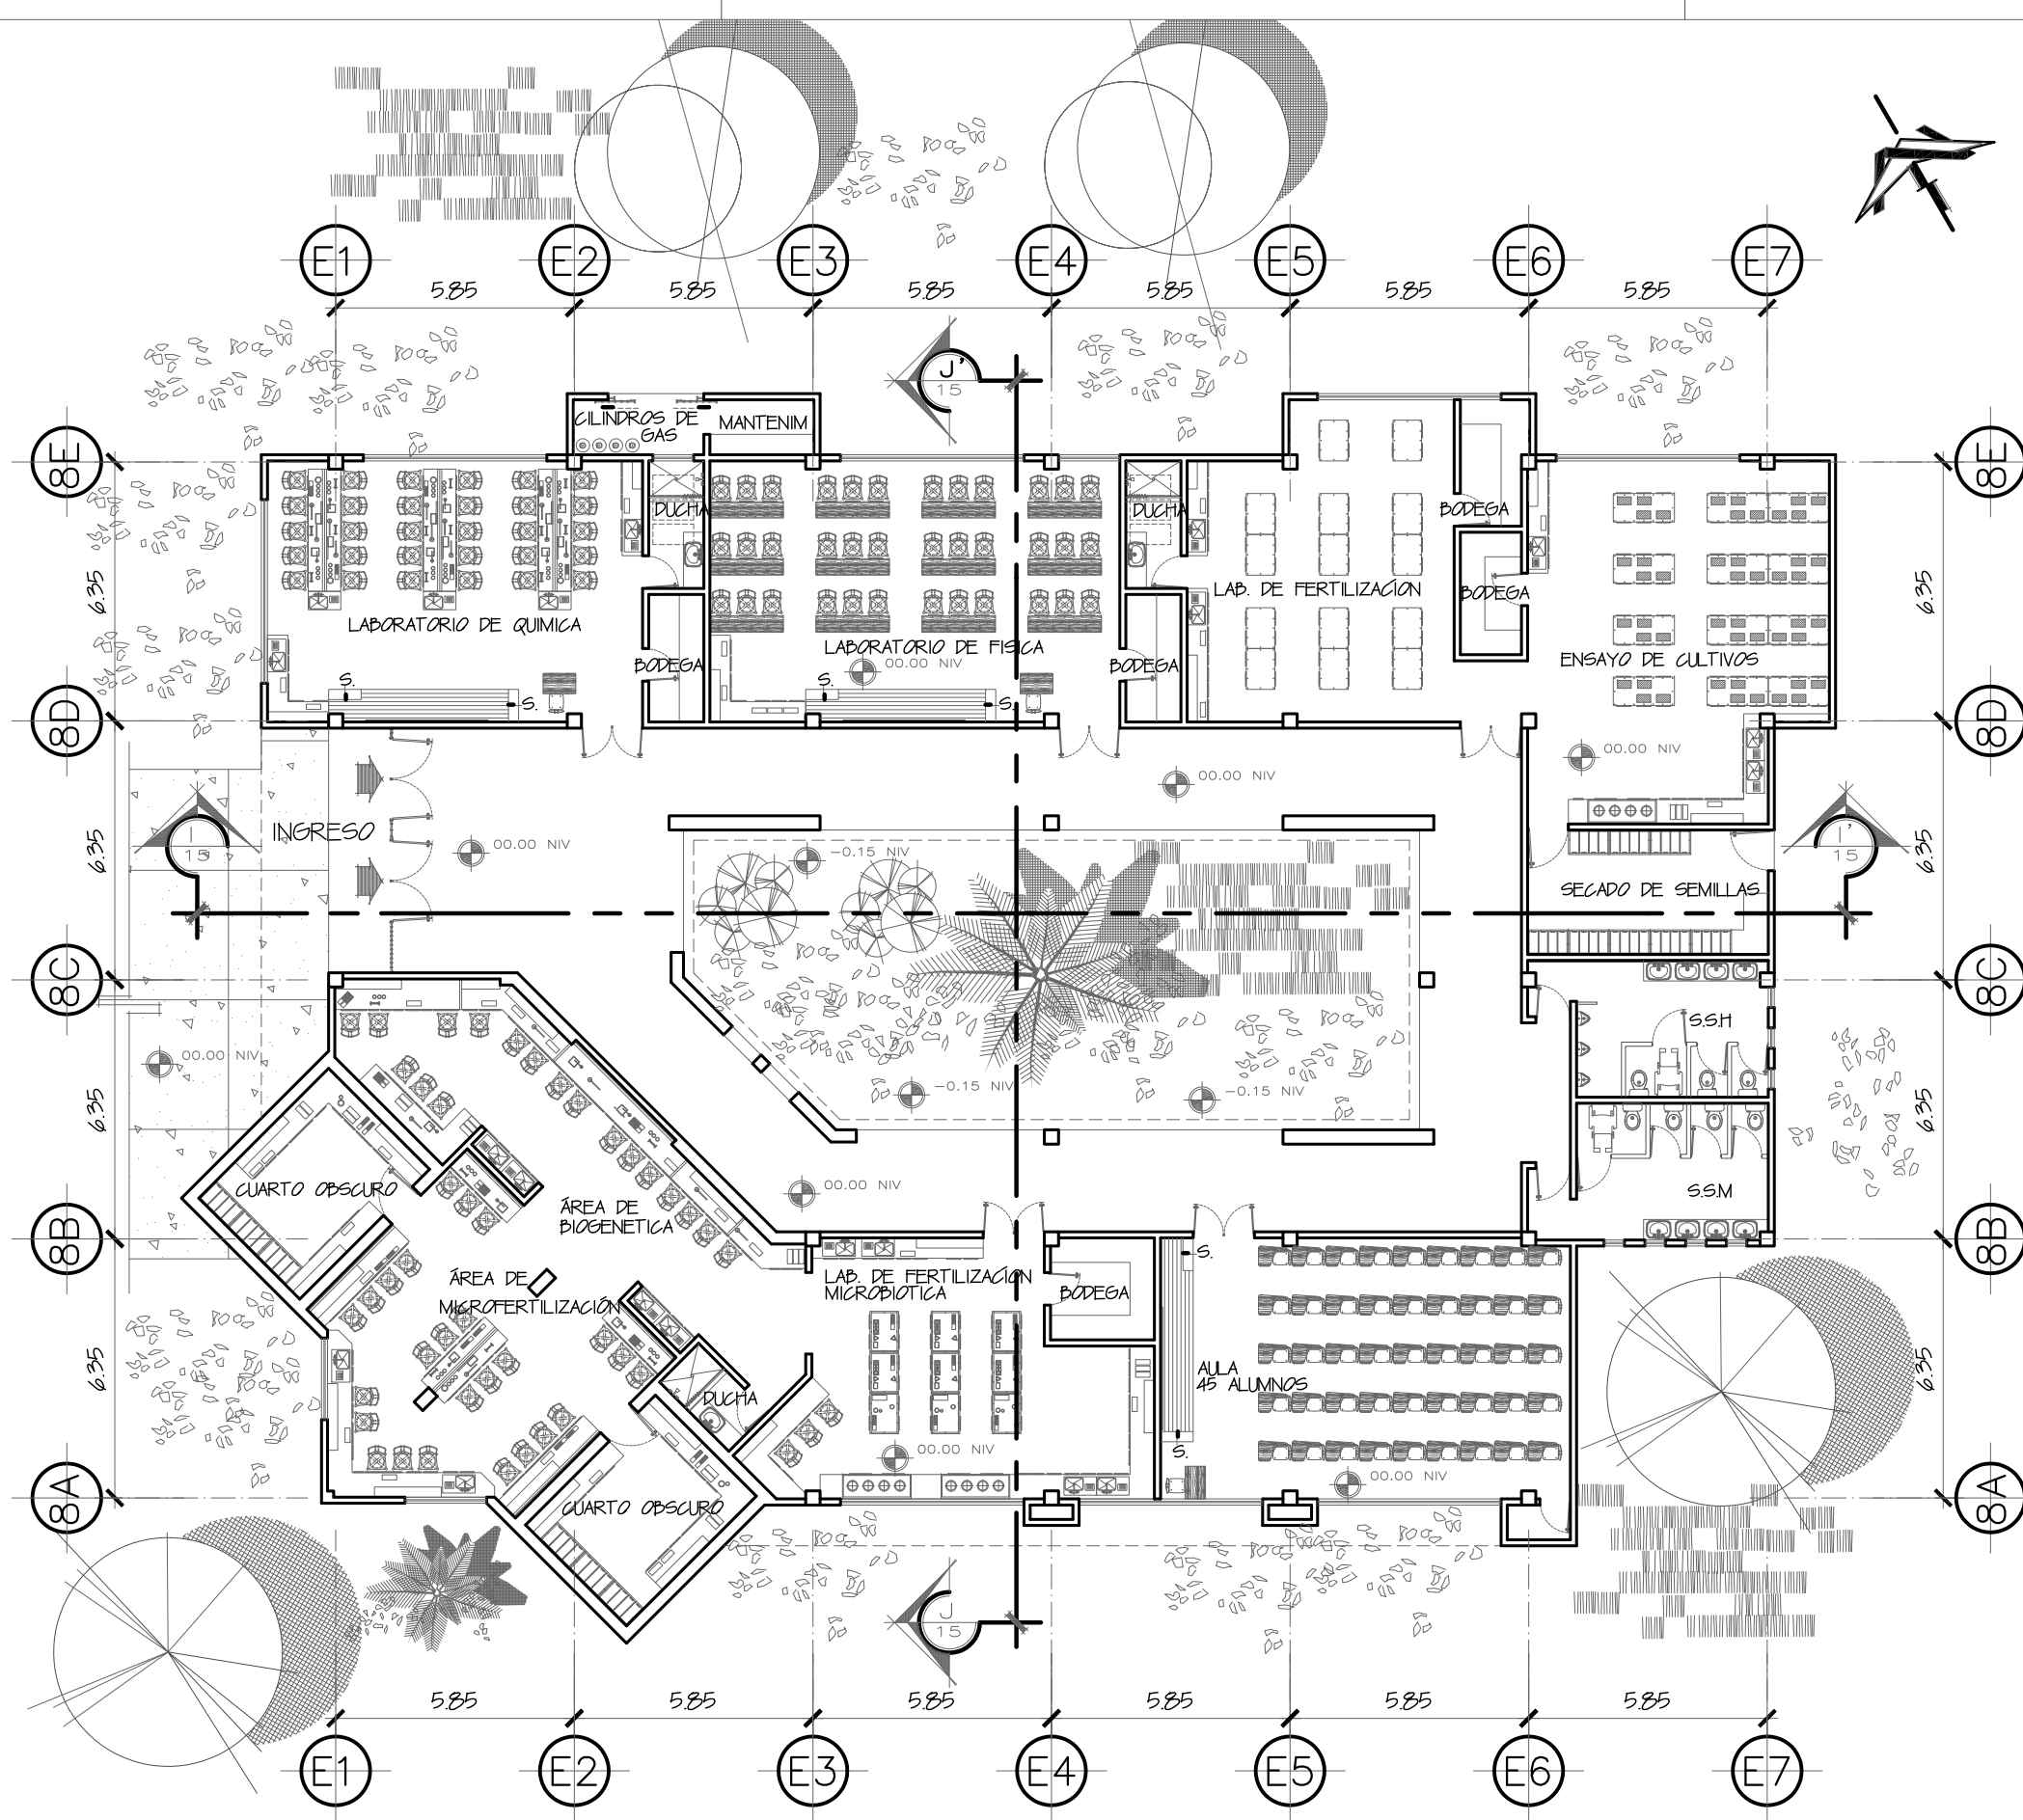 E1 E2 E3 E4 E5 E6 E7
5.85 5.85 5.85 5.85 5.85 5.85
J'
15
CILINDROS DE
GAS
MANTENIM
8E 8E
DUCHA
DUCHA
BODEGA
6.35
6.35
LAB. DE FERTILIZACÍON
BODEGA
LABORATORIO DE QUIMICA
LABORATORIO DE FISICA
00.00 NIV
ENSAYO DE CULTIVOS
BODEGA
BODEGA
S.
S.
S.
S.
8D 8D
00.00 NIV
00.00 NIV
INGRESO
00.00 NIV
-0.15 NIV
I
15
I'
15
6.35
6.35
SECADO DE SEMILLAS
8C 8C
S.S.H
00.00 NIV
-0.15 NIV
-0.15 NIV
6.35
6.35
CUARTO OBSCURO
00.00 NIV
S.S.M
ÁREA DE
BIOGENETICA
8B 8B
S.
ÁREA DE
MICROFERTILIZACIÓN
LAB. DE FERTILIZACÍON
MICROBIOTICA
BODEGA
6.35
6.35
AULA
45 ALUMNOS
DUCHA
00.00 NIV
S.
00.00 NIV
8A 8A
CUARTO OBSCURO
J
15
5.85 5.85 5.85 5.85 5.85 5.85
E1 E2 E3 E4 E5 E6 E7